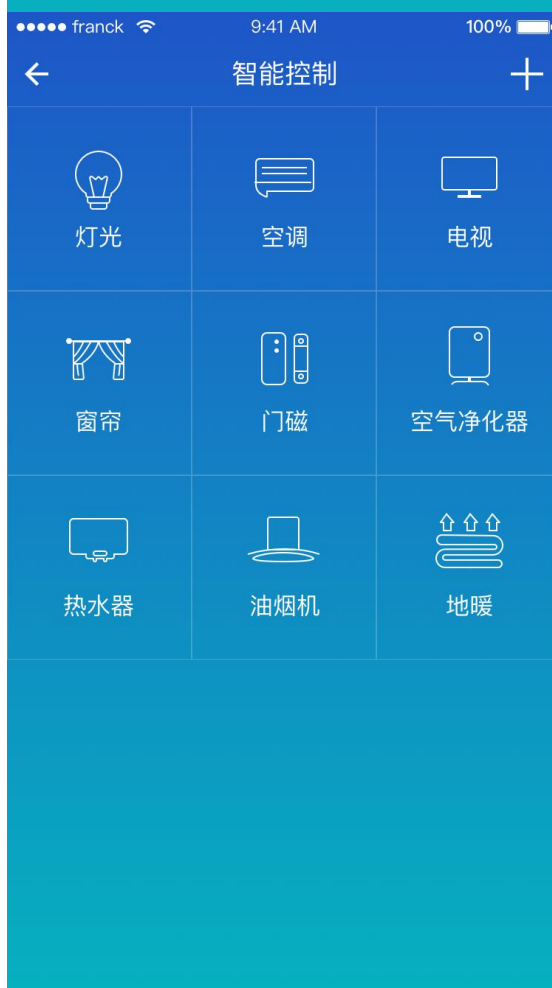 franck 9:41 AM 100%
智能控制
灯光 空调 电视
窗帘 门磁 空气净化器
热水器 油烟机 地暖